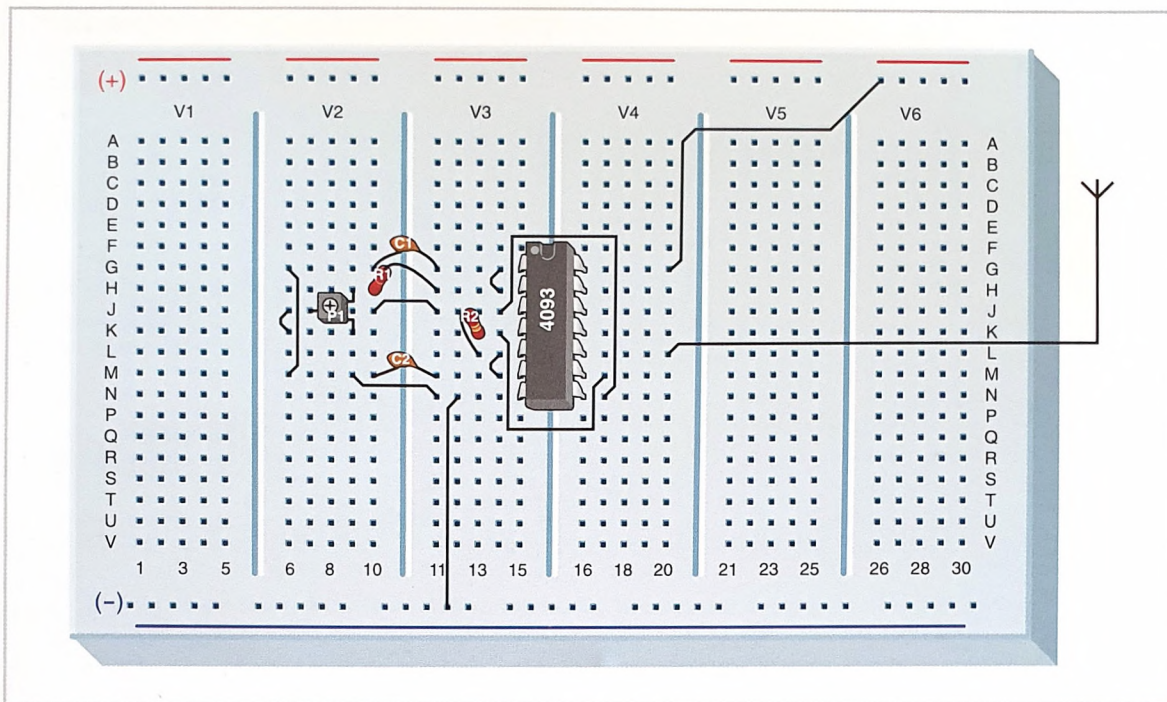 (+)
V1 V2 V3 V4 V5 V6
A A
B B
C C
D D
E E
F C1 F
G G
H R1 H
J P1 R2 4093 J
K K
L C2 L
M M
N N
P P
Q Q
R R
S S
T T
U U
V V
1 3 5 6 8 10 11 13 15 16 18 20 21 23 25 26 28 30
(–)